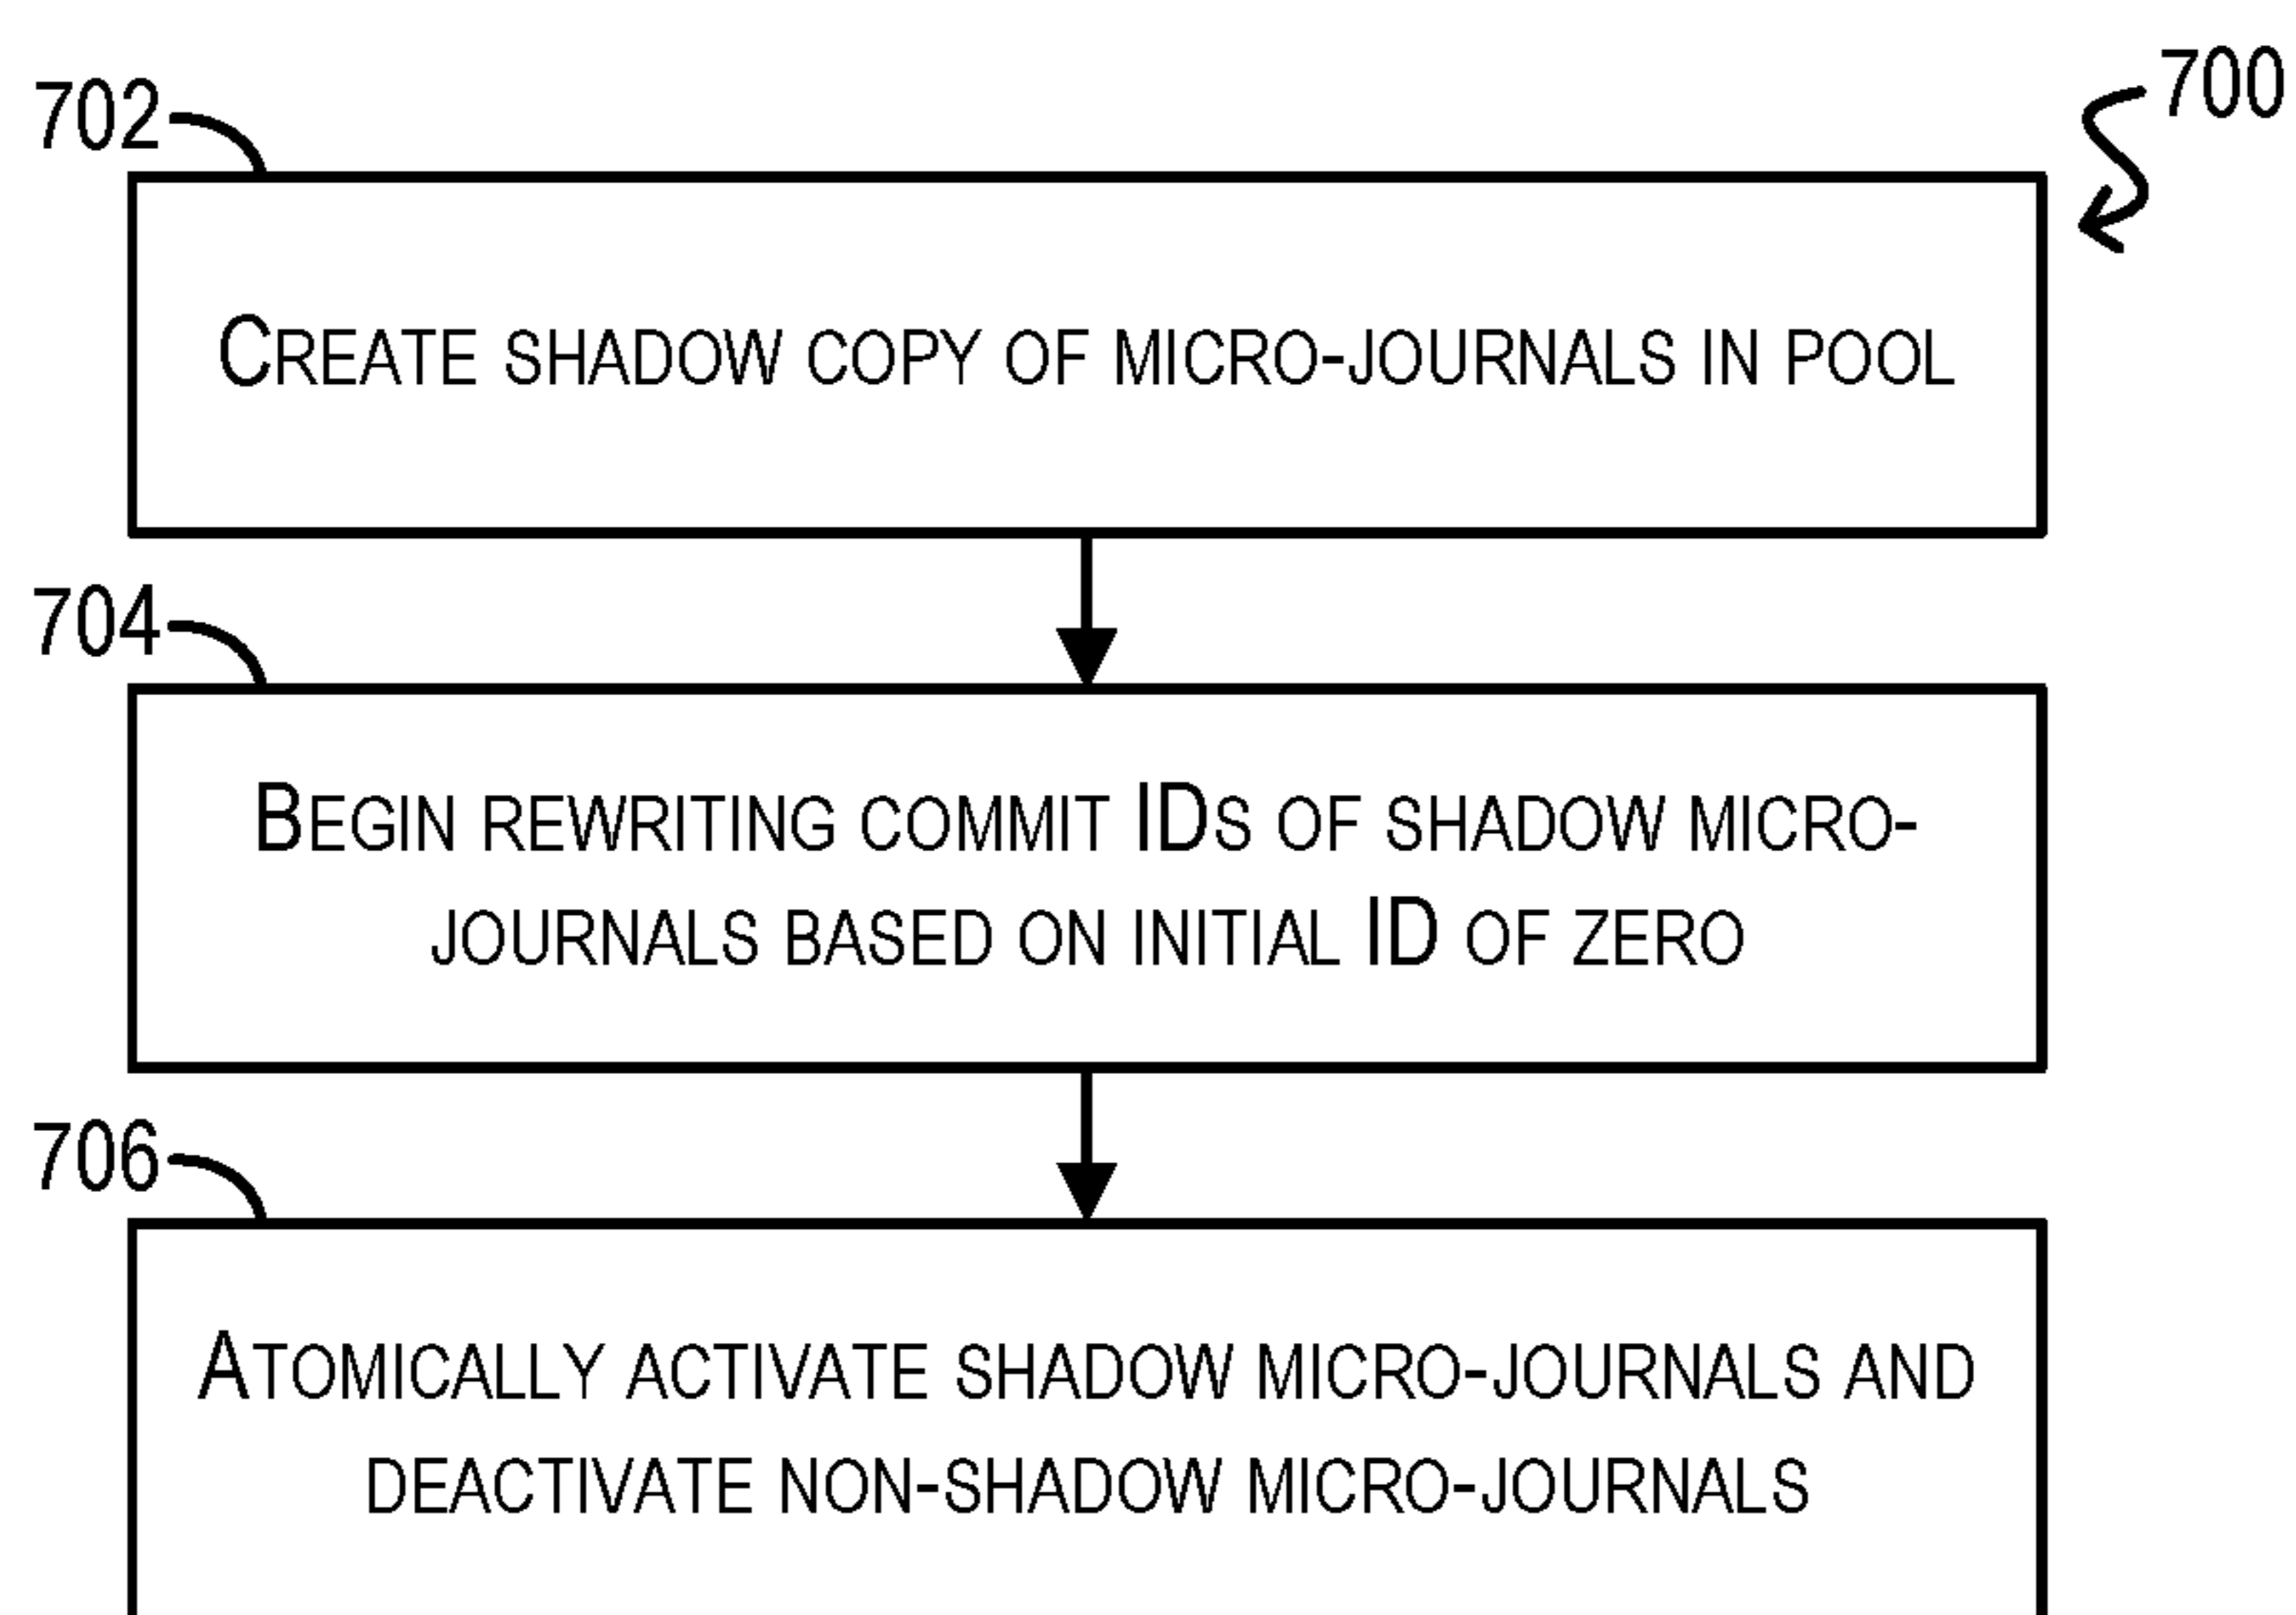 702
700
Create shadow copy of micro-journals in pool
704
Begin rewriting commit IDs of shadow micro-
journals based on initial ID of zero
706
Atomically activate shadow micro-journals and
deactivate non-shadow micro-journals